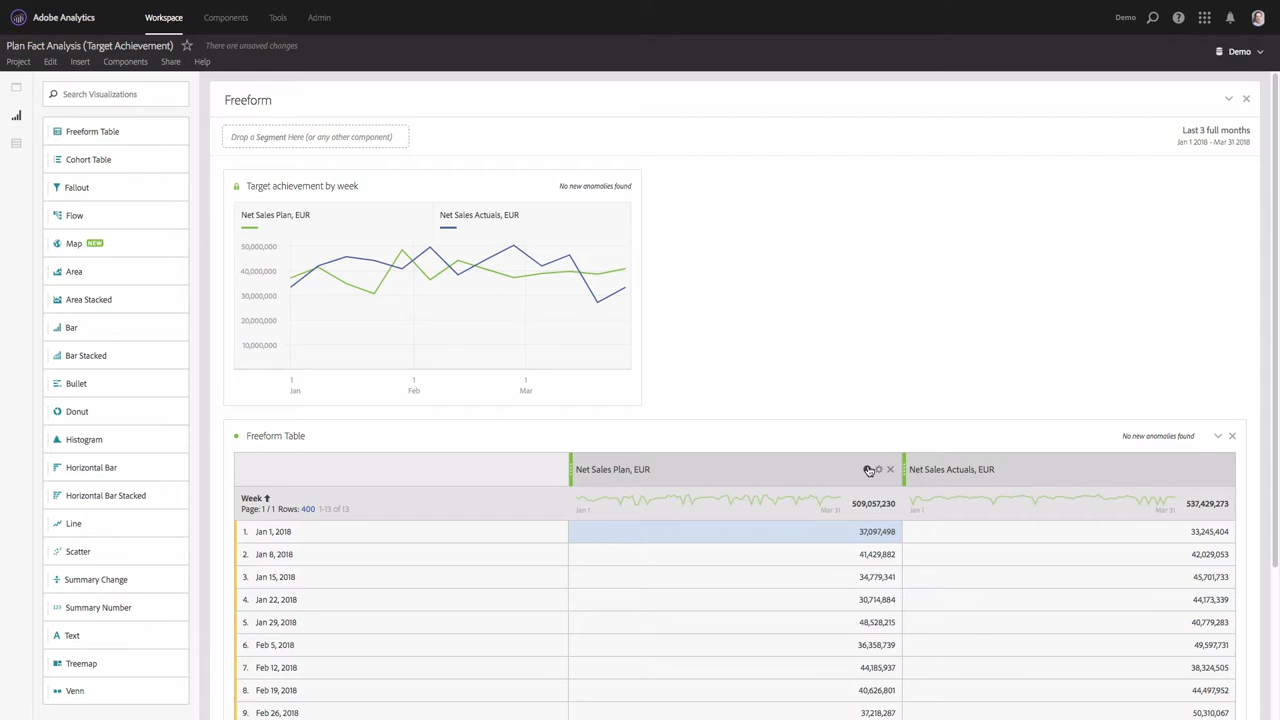 Adobe Analytics Workspace Components Tools Admin Demo
Plan Fact Analysis (Target Achievement) There are unsaved changes
Project Edit Insert Components Share Help Demo
Search Visualizations
Freeform Table
Cohort Table
Fallout
Flow
Map NEW
Area
Area Stacked
Bar
Bar Stacked
Bullet
Donut
Histogram
Horizontal Bar
Horizontal Bar Stacked
Line
Scatter
Summary Change
123 Summary Number
A Text
Treemap
Venn
Freeform
Drop a Segment Here (or any other component)
Last 3 full months
Jan 1 2018 - Mar 31 2018
Target achievement by week No new anomalies found
Net Sales Plan, EUR Net Sales Actuals, EUR
50,000,000
40,000,000
30,000,000
20,000,000
10,000,000
1 1 1
Jan Feb Mar
Freeform Table No new anomalies found
Net Sales Plan, EUR Net Sales Actuals, EUR
Week
Page: 1 / 1 Rows: 400 1-13 of 13
Jan 1 Mar 31 509,057,230 Jan 1 Mar 31 537,429,273
1. Jan 1, 2018 37,097,498 33,245,404
2. Jan 8, 2018 41,429,882 42,029,053
3. Jan 15, 2018 34,779,341 45,701,733
4. Jan 22, 2018 30,714,884 44,173,339
5. Jan 29, 2018 48,528,215 40,779,283
6. Feb 5, 2018 36,358,739 49,597,731
7. Feb 12, 2018 44,185,937 38,324,505
8. Feb 19, 2018 40,626,801 44,497,952
9. Feb 26, 2018 37,218,287 50,310,067